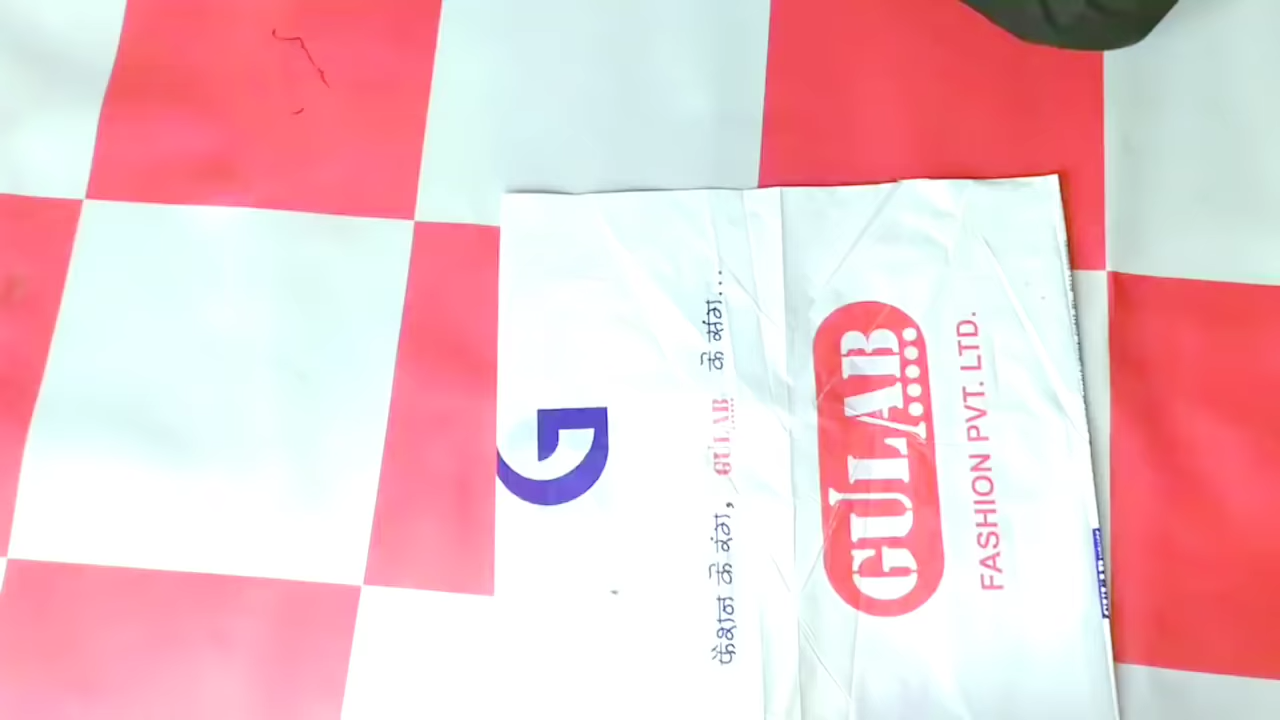 फैशन के रंग, GULAB के संग...
GULAB
FASHION PVT. LTD.